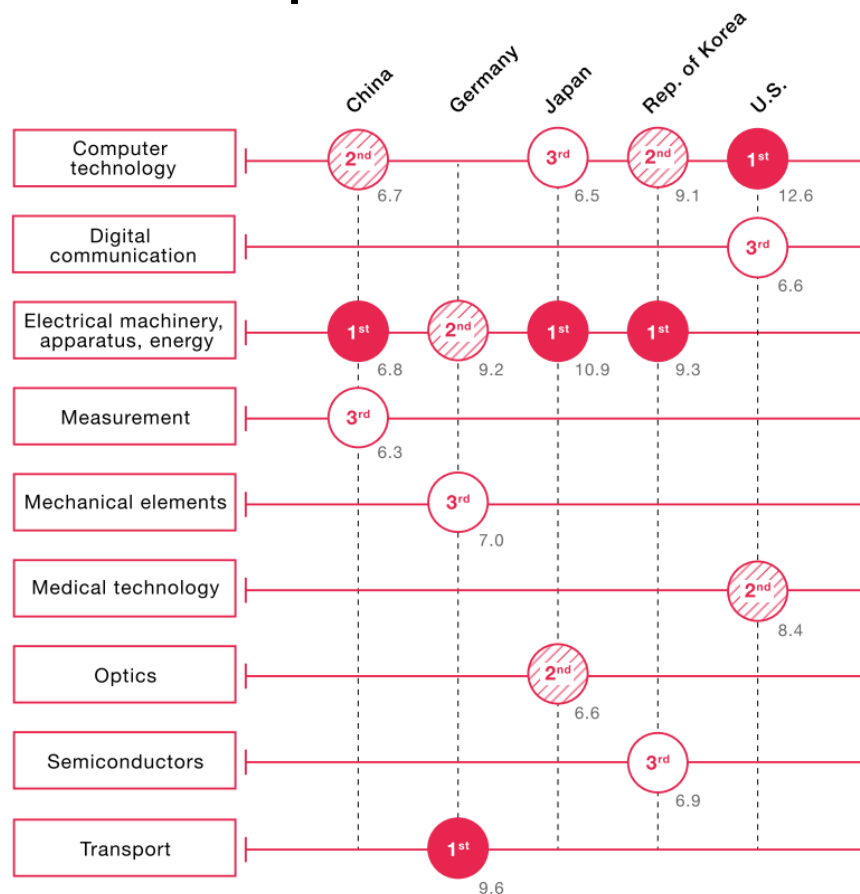 China
Germany
Japan
Rep. of Korea
U.S.
Computer
technology
2nd
3rd
2nd
1st
6.7
6.5
9.1
12.6
Digital
communication
3rd
6.6
Electrical machinery,
apparatus, energy
1st
2nd
1st
1st
6.8
9.2
10.9
9.3
Measurement
3rd
6.3
Mechanical elements
3rd
7.0
Medical technology
2nd
8.4
Optics
2nd
6.6
Semiconductors
3rd
6.9
Transport
1st
9.6